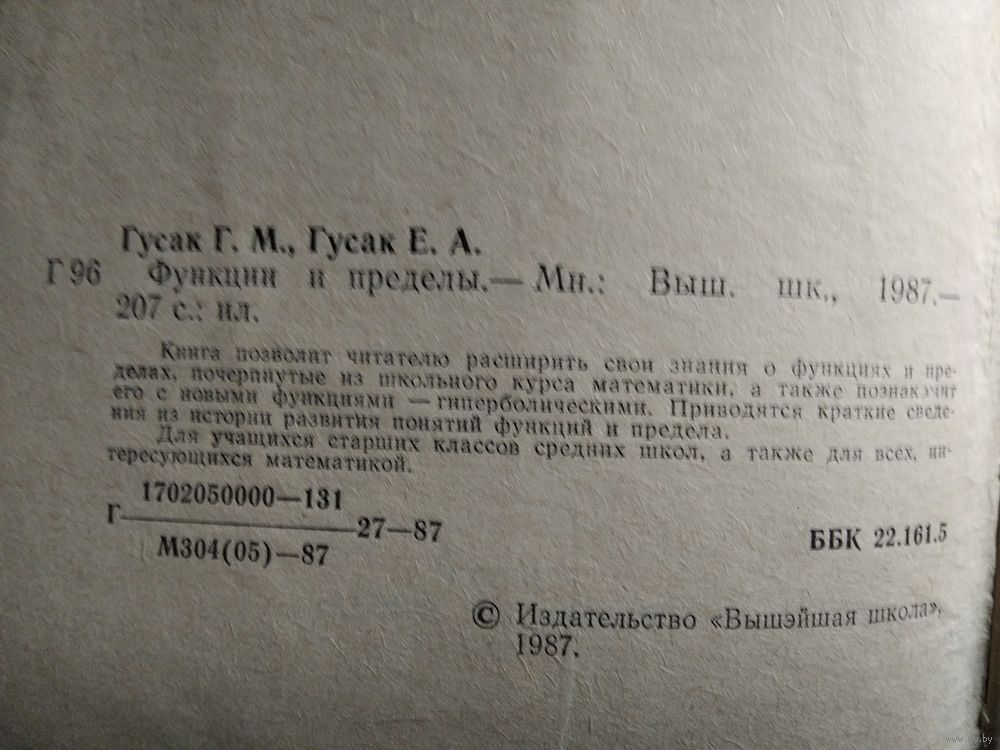 Гусак Г. М., Гусак Е. А.
Г 96 Функции и пределы.— Мн.: Выш. шк., 1987.—
207 с.: ил.
Книга позволит читателю расширить свои знания о функциях и пре-
делах, почерпнутые из школьного курса математики, а также познакомит
его с новыми функциями — гиперболическими. Приводятся краткие сведе-
ния из истории развития понятий функций и предела.
Для учащихся старших классов средних школ, а также для всех, ин-
тересующихся математикой.
1702050000—131
Г—27—87
М304(05)—87
ББК 22.161.5
© Издательство «Вышэйшая школа»,
1987.